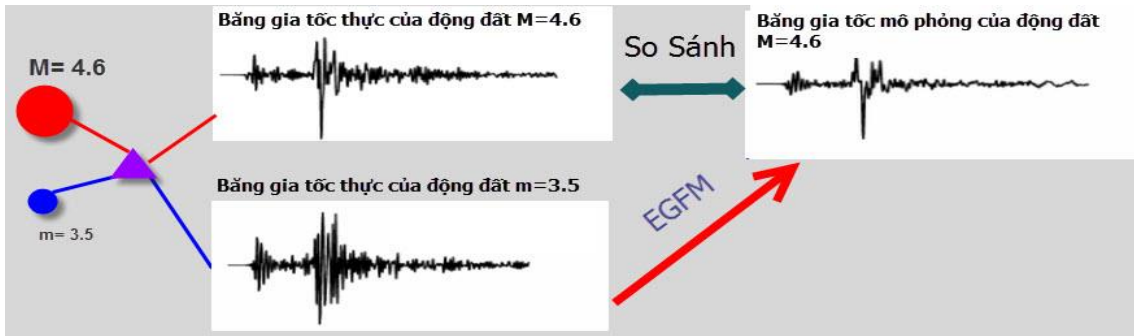 Băng gia tốc thực của động đất M=4.6
Băng gia tốc mô phỏng của động đất
M=4.6
So Sánh
M= 4.6
Băng gia tốc thực của động đất m=3.5
EGFM
m= 3.5